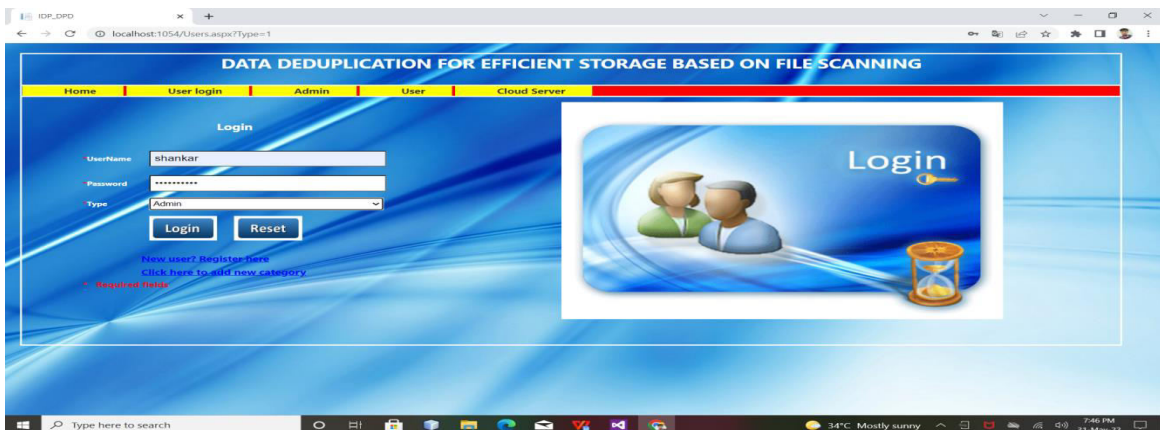 IDP_DPD
localhost:1054/Users.aspx?Type=1
DATA DEDUPLICATION FOR EFFICIENT STORAGE BASED ON FILE SCANNING
Home User login Admin User Cloud Server
Login
*UserName shankar
*Password ••••••••••
*Type Admin
Login Reset
New user? Register here
Click here to add new category
* Required fields
Login
Type here to search
34°C Mostly sunny
7:46 PM